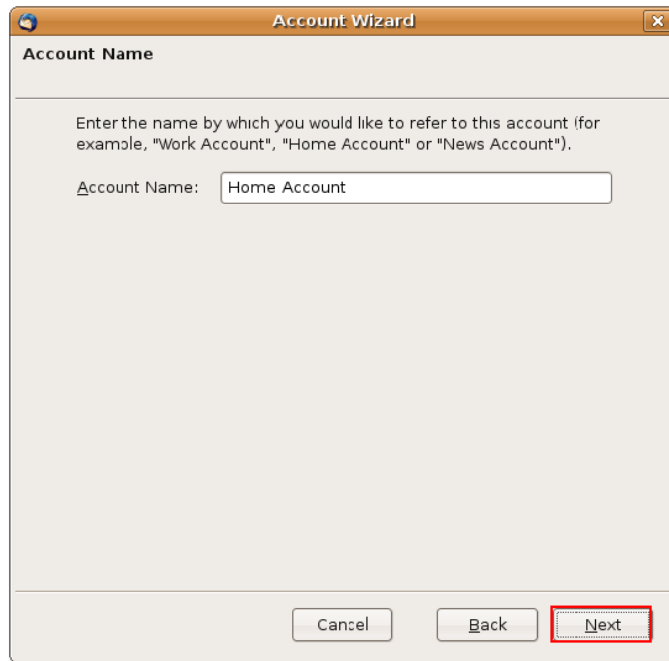 Account Wizard
Account Name
Enter the name by which you would like to refer to this account (for
example, "Work Account", "Home Account" or "News Account").
Account Name: Home Account
Cancel Back Next